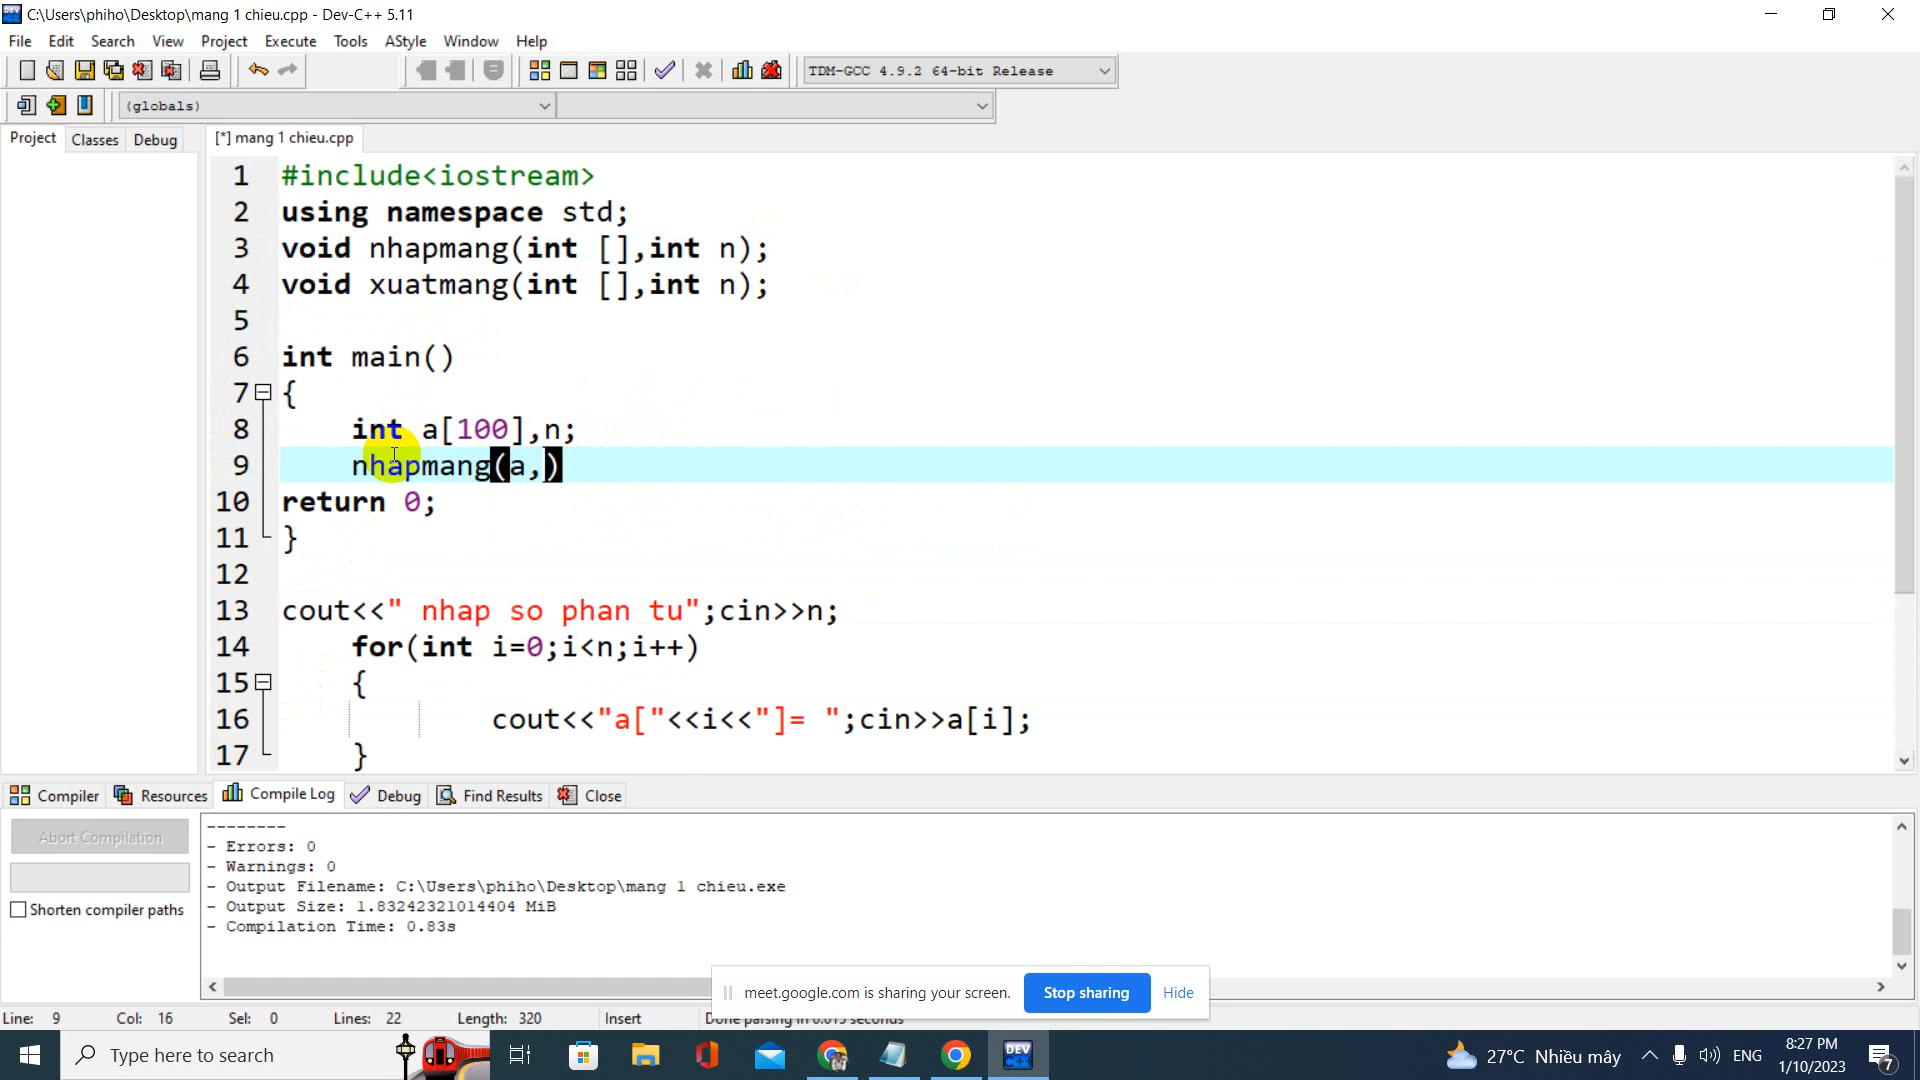 C:\Users\phiho\Desktop\mang 1 chieu.cpp - Dev-C++ 5.11
File Edit Search View Project Execute Tools AStyle Window Help
TDM-GCC 4.9.2 64-bit Release
(globals)
Project Classes Debug [*] mang 1 chieu.cpp
1 #include<iostream>
2 using namespace std;
3 void nhapmang(int [],int n);
4 void xuatmang(int [],int n);
5
6 int main()
7 {
8 int a[100],n;
9 nhapmang(a,)
10 return 0;
11 }
12
13 cout<<" nhap so phan tu";cin>>n;
14 for(int i=0;i<n;i++)
15 {
16 cout<<"a["<<i<<"]= ";cin>>a[i];
17 }
Compiler Resources Compile Log Debug Find Results Close
Abort Compilation
Shorten compiler paths
--------
- Errors: 0
- Warnings: 0
- Output Filename: C:\Users\phiho\Desktop\mang 1 chieu.exe
- Output Size: 1.83242321014404 MiB
- Compilation Time: 0.83s
meet.google.com is sharing your screen. Stop sharing Hide
Line: 9 Col: 16 Sel: 0 Lines: 22 Length: 320 Insert Done parsing in 0.015 seconds
Type here to search
DEV
27°C Nhiều mây
ENG
8:27 PM
1/10/2023
7